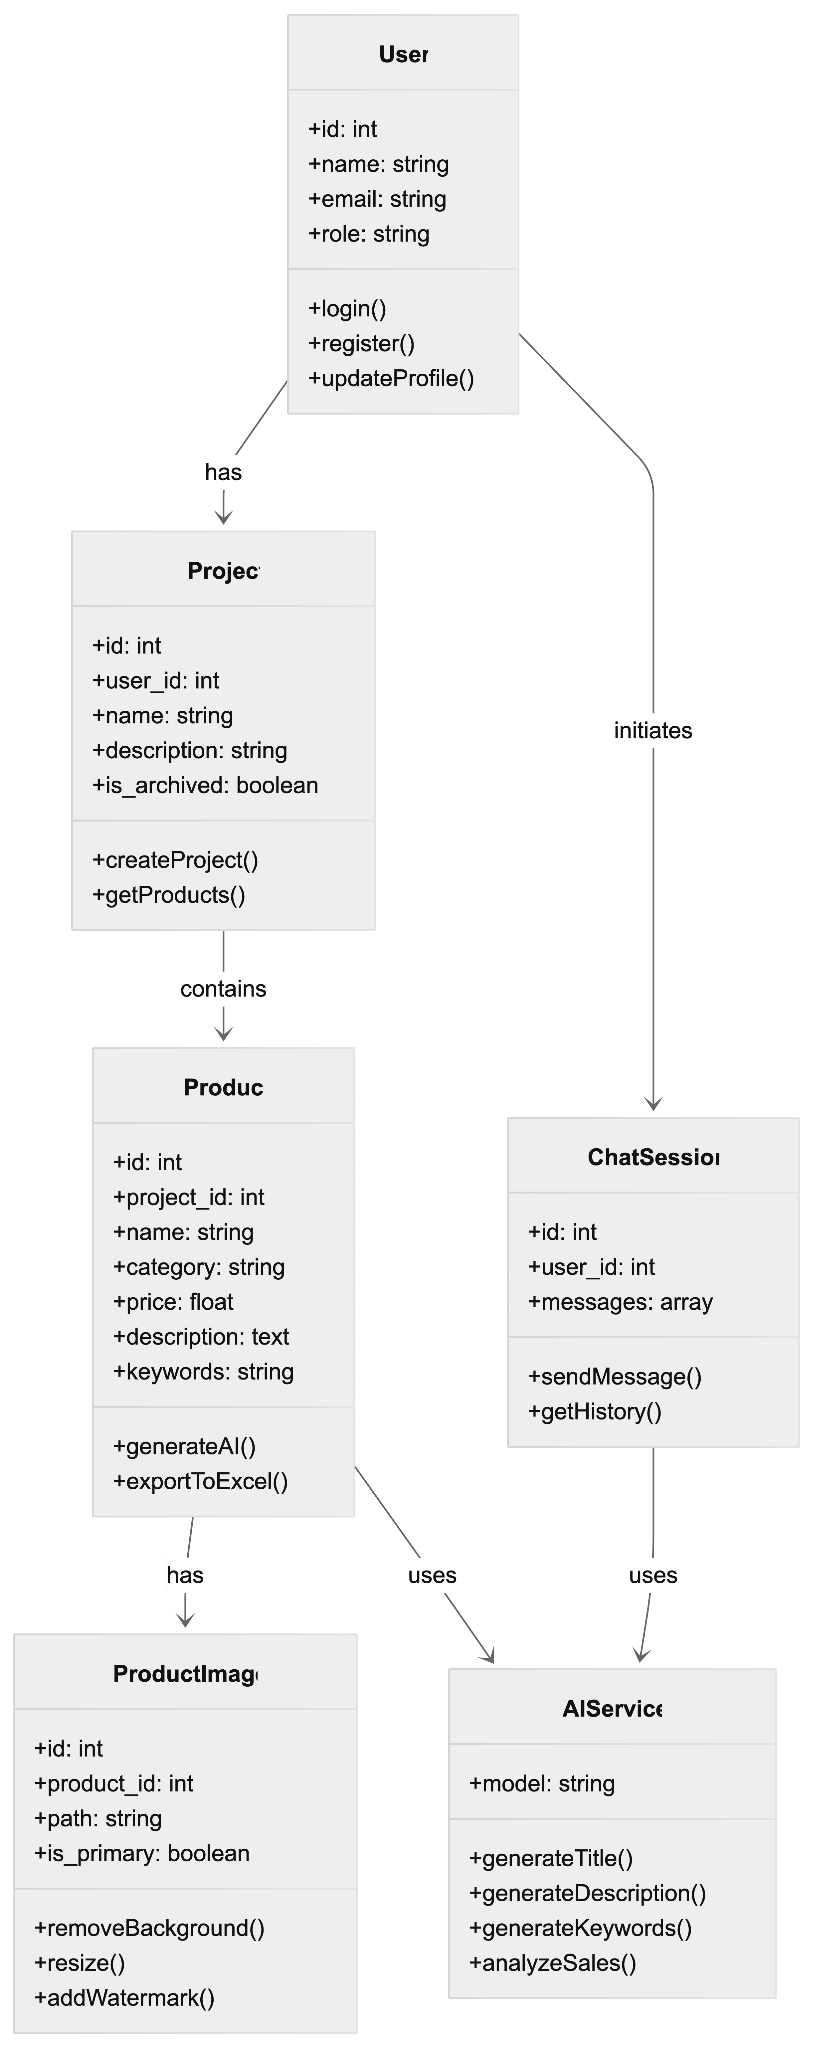 User
+id: int
+name: string
+email: string
+role: string
+login()
+register()
+updateProfile()
has
Projec
+id: int
+user_id: int
+name: string
+description: string
+is_archived: boolean
+createProject()
+getProducts()
initiates
contains
Produc
+id: int
+project_id: int
+name: string
+category: string
+price: float
+description: text
+keywords: string
+generateAI()
+exportToExcel()
ChatSession
+id: int
+user_id: int
+messages: array
+sendMessage()
+getHistory()
has
uses
uses
ProductImage
+id: int
+product_id: int
+path: string
+is_primary: boolean
+removeBackground()
+resize()
+addWatermark()
AIService
+model: string
+generateTitle()
+generateDescription()
+generateKeywords()
+analyzeSales()